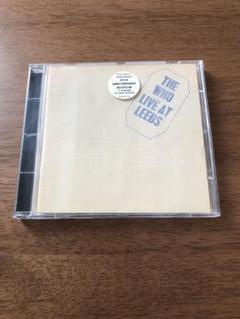 THE
WHO
LIVE AT
LEEDS
25TH
ANNIVERSARY
EDITION